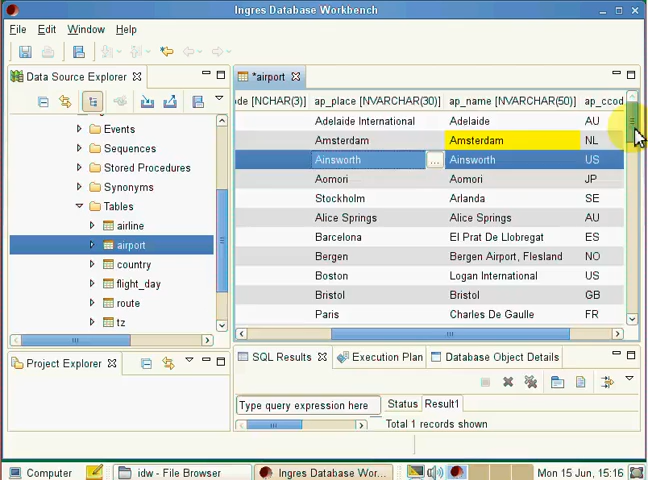 Ingres Database Workbench
File Edit Window Help
Data Source Explorer
*airport
Events
Sequences
Stored Procedures
Synonyms
Tables
airline
airport
country
flight_day
route
tz
ode [NCHAR(3)] ap_place [NVARCHAR(30)] ap_name [NVARCHAR(50)] ap_ccod
Adelaide International Adelaide AU
Amsterdam Amsterdam NL
Ainsworth ... Ainsworth US
Aomori Aomori JP
Stockholm Arlanda SE
Alice Springs Alice Springs AU
Barcelona El Prat De Llobregat ES
Bergen Bergen Airport, Flesland NO
Boston Logan International US
Bristol Bristol GB
Paris Charles De Gaulle FR
Project Explorer
SQL Results Execution Plan Database Object Details
Type query expression here
Status Result1
Total 1 records shown
Computer idw - File Browser Ingres Database Wor... Mon 15 Jun, 15:16